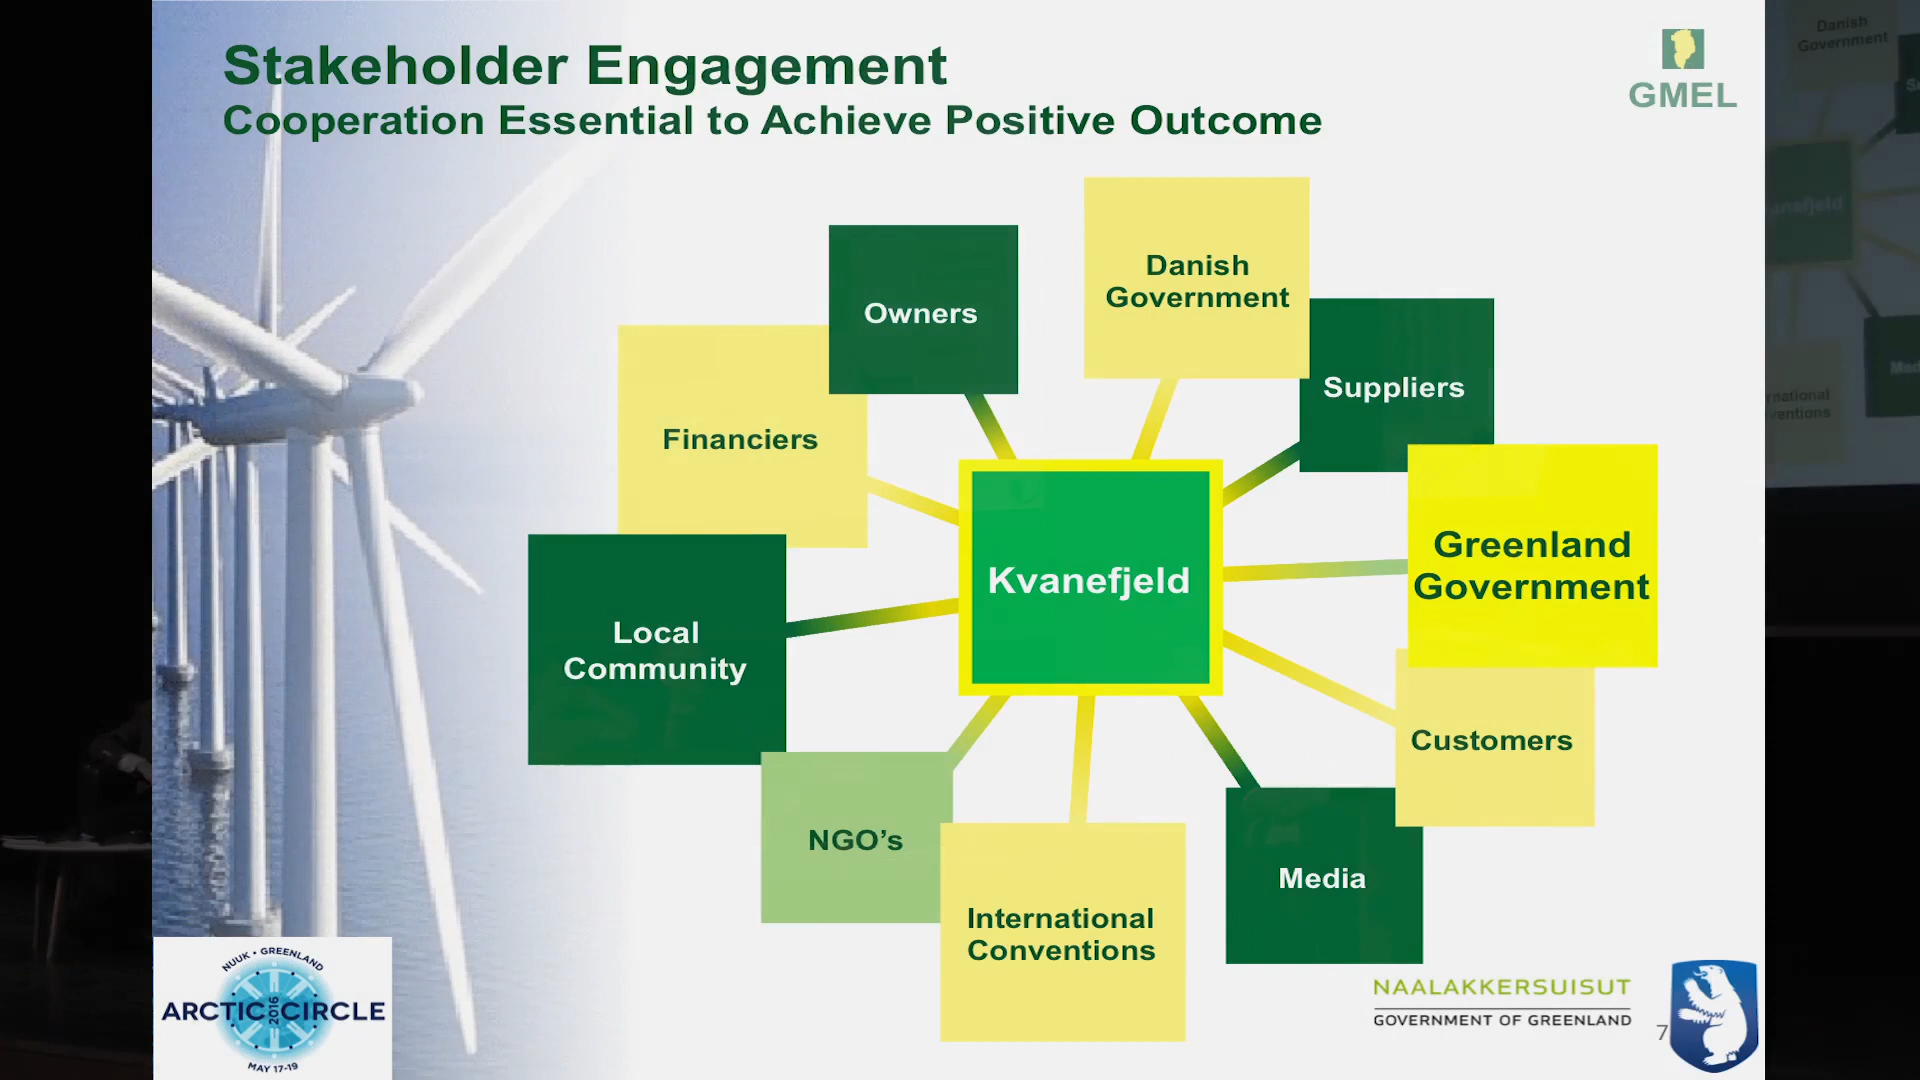 Stakeholder Engagement
Cooperation Essential to Achieve Positive Outcome
GMEL
Danish
Government
Owners
Suppliers
Financiers
Greenland
Government
Kvanefjeld
Local
Community
Customers
NGO’s
Media
International
Conventions
NUUK • GREENLAND
ARCTIC CIRCLE
2016
MAY 17-19
NAALAKKERSUISUT
GOVERNMENT OF GREENLAND
7
Danish
Government